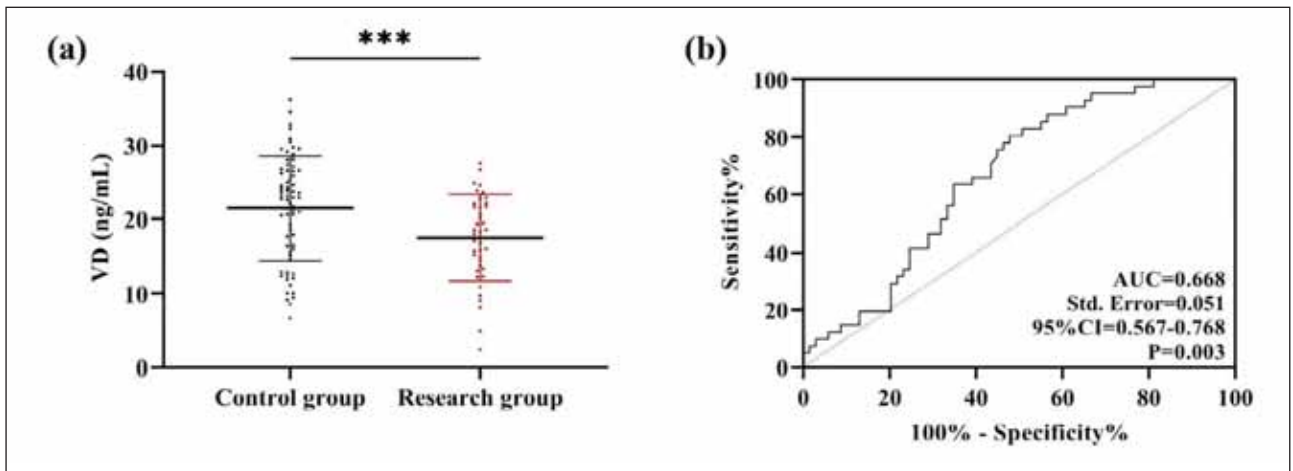 (a)
***
VD (ng/mL)
40
30
20
10
0
Control group
Research group
(b)
Sensitivity%
100
80
60
40
20
0
AUC=0.668
Std. Error=0.051
95%CI=0.567-0.768
P=0.003
0 20 40 60 80 100
100% - Specificity%